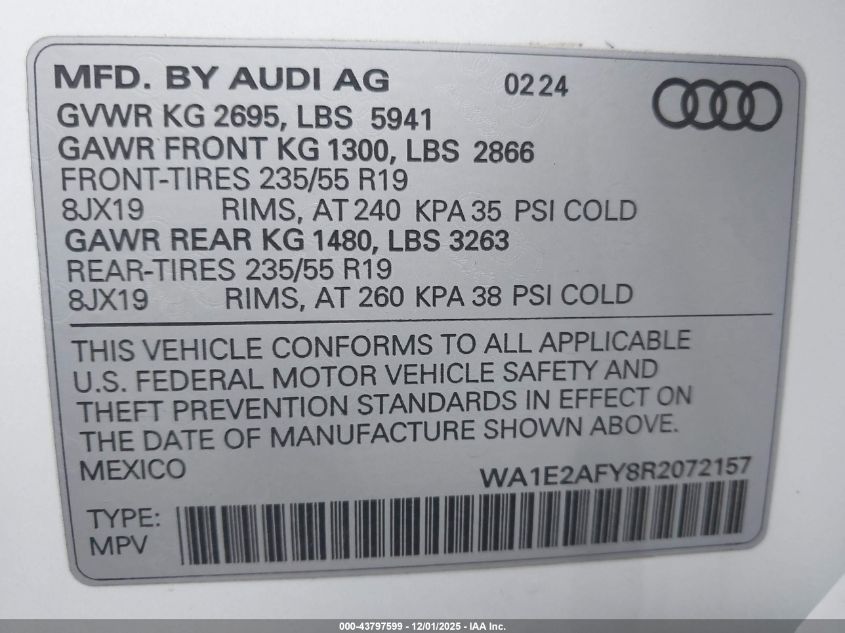 MFD. BY AUDI AG 0224
GVWR KG 2695, LBS 5941
GAWR FRONT KG 1300, LBS 2866
FRONT-TIRES 235/55 R19
8JX19 RIMS, AT 240 KPA 35 PSI COLD
GAWR REAR KG 1480, LBS 3263
REAR-TIRES 235/55 R19
8JX19 RIMS, AT 260 KPA 38 PSI COLD
THIS VEHICLE CONFORMS TO ALL APPLICABLE
U.S. FEDERAL MOTOR VEHICLE SAFETY AND
THEFT PREVENTION STANDARDS IN EFFECT ON
THE DATE OF MANUFACTURE SHOWN ABOVE.
MEXICO WA1E2AFY8R2072157
TYPE:
MPV
000-43797599 - 12/01/2025 - IAA Inc.